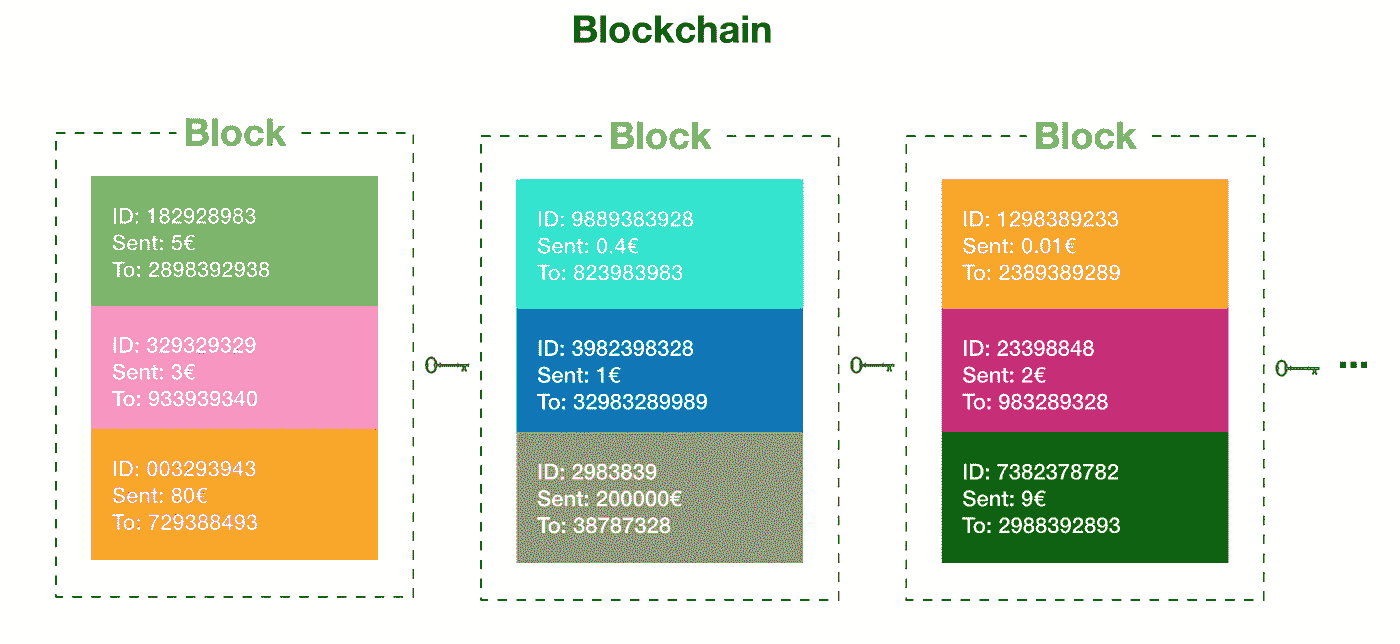 Blockchain
Block
ID: 182928983
Sent: 5€
To: 2898392938
ID: 329329329
Sent: 3€
To: 933939340
ID: 003293943
Sent: 80€
To: 729388493
Block
ID: 9889383928
Sent: 0.4€
To: 823983983
ID: 3982398328
Sent: 1€
To: 32983289989
ID: 2983839
Sent: 200000€
To: 38787328
Block
ID: 1298389233
Sent: 0.01€
To: 2389389289
ID: 23398848
Sent: 2€
To: 983289328
ID: 7382378782
Sent: 9€
To: 2988392893
...